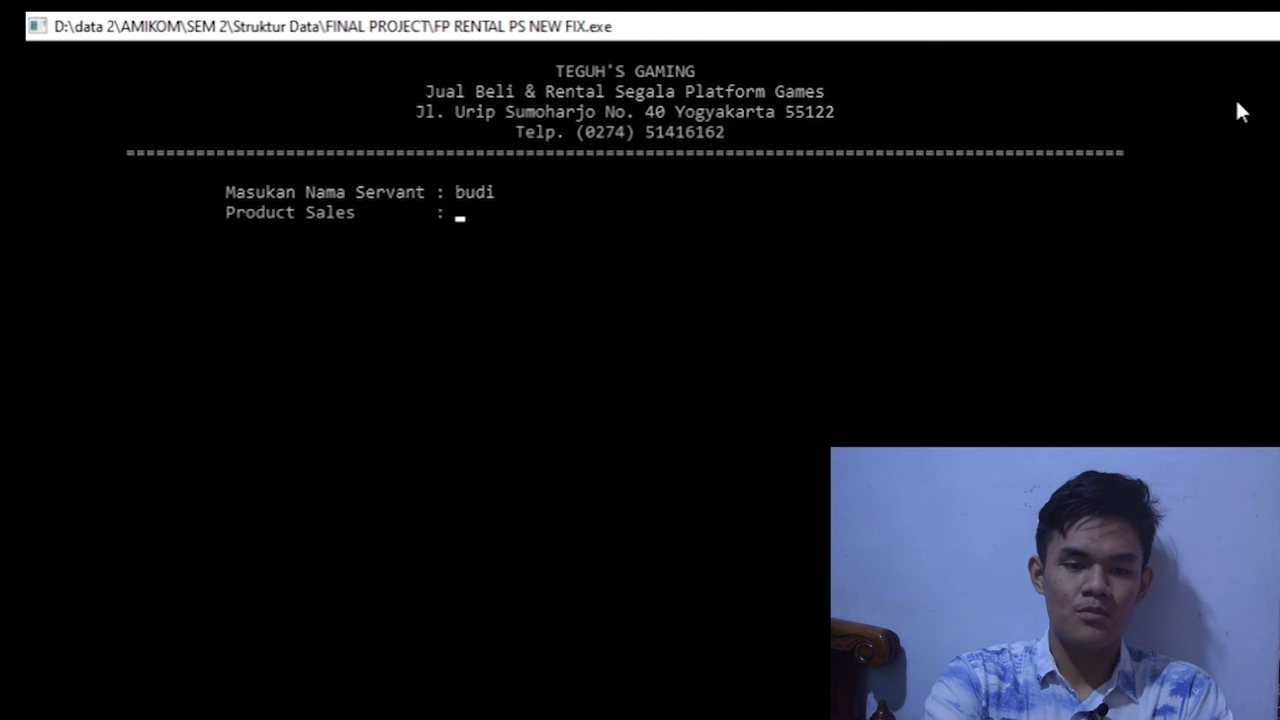 D:\data 2\AMIKOM\SEM 2\Struktur Data\FINAL PROJECT\FP RENTAL PS NEW FIX.exe
TEGUH'S GAMING
Jual Beli & Rental Segala Platform Games
Jl. Urip Sumoharjo No. 40 Yogyakarta 55122
Telp. (0274) 51416162
====================================================================================================
Masukan Nama Servant : budi
Product Sales        :